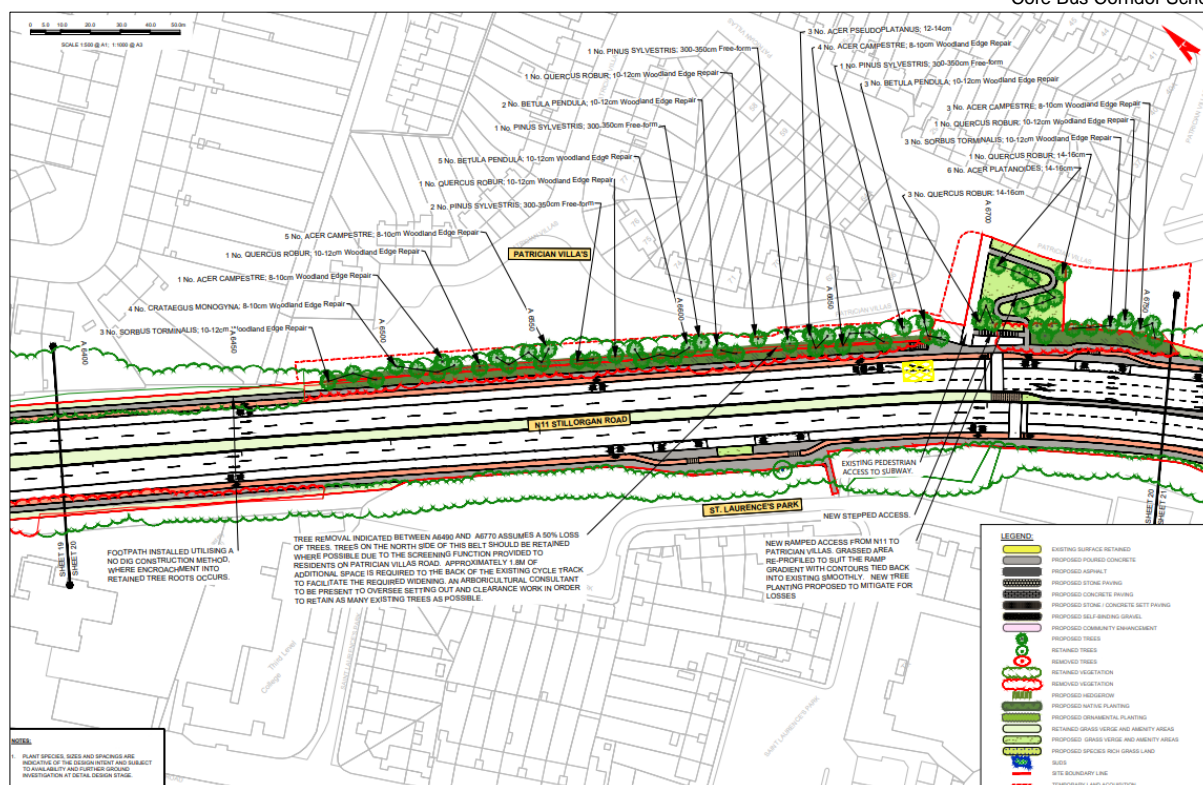 Core Bus Corridor Sche
0 5.0 10.0 20.0 30.0 40.0 50.0m
SCALE 1:500 @ A1; 1:1000 @ A3
3 No. ACER PSEUDOPLATANUS; 12-14cm
4 No. ACER CAMPESTRE; 8-10cm Woodland Edge Repair
1 No. PINUS SYLVESTRIS; 300-350cm Free-form
1 No. PINUS SYLVESTRIS; 300-350cm Free-form
1 No. QUERCUS ROBUR; 10-12cm Woodland Edge Repair
3 No. BETULA PENDULA; 10-12cm Woodland Edge Repair
2 No. BETULA PENDULA; 10-12cm Woodland Edge Repair
3 No. ACER CAMPESTRE; 8-10cm Woodland Edge Repair
1 No. PINUS SYLVESTRIS; 300-350cm Free-form
1 No. QUERCUS ROBUR; 10-12cm Woodland Edge Repair
3 No. SORBUS TORMINALIS; 10-12cm Woodland Edge Repair
5 No. BETULA PENDULA; 10-12cm Woodland Edge Repair
1 No. QUERCUS ROBUR; 14-16cm
6 No. ACER PLATANOIDES; 14-16cm
1 No. QUERCUS ROBUR; 10-12cm Woodland Edge Repair
3 No. QUERCUS ROBUR; 14-16cm
2 No. PINUS SYLVESTRIS; 300-350cm Free-form
5 No. ACER CAMPESTRE; 8-10cm Woodland Edge Repair
1 No. QUERCUS ROBUR; 10-12cm Woodland Edge Repair
1 No. ACER CAMPESTRE; 8-10cm Woodland Edge Repair
4 No. CRATAEGUS MONOGYNA; 8-10cm Woodland Edge Repair
3 No. SORBUS TORMINALIS; 10-12cm Woodland Edge Repair
PATRICIAN VILLA'S
PATRICIAN VILLAS
PATRICIAN VILLAS
A 6400
A 6450
A 6500
A 6550
A 6600
A 6650
A 6700
A 6750
N11 STILLORGAN ROAD
ST. LAURENCE'S PARK
EXISTING PEDESTRIAN
ACCESS TO SUBWAY.
NEW STEPPED ACCESS.
SHEET 19
SHEET 20
SHEET 20
SHEET 21
FOOTPATH INSTALLED UTILISING A
NO DIG CONSTRUCTION METHOD,
WHERE ENCROACHMENT INTO
RETAINED TREE ROOTS OCCURS.
TREE REMOVAL INDICATED BETWEEN A6490 AND A6770 ASSUMES A 50% LOSS
OF TREES. TREES ON THE NORTH SIDE OF THIS BELT SHOULD BE RETAINED
WHERE POSSIBLE DUE TO THE SCREENING FUNCTION PROVIDED TO
RESIDENTS ON PATRICIAN VILLAS ROAD. APPROXIMATELY 1.8M OF
ADDITIONAL SPACE IS REQUIRED TO THE BACK OF THE EXISTING CYCLE TRACK
TO FACILITATE THE REQUIRED WIDENING. AN ARBORICULTURAL CONSULTANT
TO BE PRESENT TO OVERSEE SETTING OUT AND CLEARANCE WORK IN ORDER
TO RETAIN AS MANY EXISTING TREES AS POSSIBLE.
NEW RAMPED ACCESS FROM N11 TO
PATRICIAN VILLAS. GRASSED AREA
RE-PROFILED TO SUIT THE RAMP
GRADIENT WITH CONTOURS TIED BACK
INTO EXISTING SMOOTHLY. NEW TREE
PLANTING PROPOSED TO MITIGATE FOR
LOSSES
Third Level
College
SAINT LAURENCE'S PARK
LEGEND:
EXISTING SURFACE RETAINED
PROPOSED POURED CONCRETE
PROPOSED ASPHALT
PROPOSED STONE PAVING
PROPOSED CONCRETE PAVING
PROPOSED STONE / CONCRETE SETT PAVING
PROPOSED SELF-BINDING GRAVEL
PROPOSED COMMUNITY ENHANCEMENT
PROPOSED TREES
RETAINED TREES
REMOVED TREES
RETAINED VEGETATION
REMOVED VEGETATION
PROPOSED HEDGEROW
PROPOSED NATIVE PLANTING
PROPOSED ORNAMENTAL PLANTING
RETAINED GRASS VERGE AND AMENITY AREAS
PROPOSED GRASS VERGE AND AMENITY AREAS
PROPOSED SPECIES RICH GRASS LAND
SUDS
SITE BOUNDARY LINE
TEMPORARY LAND ACQUISITION
NOTES:
1. PLANT SPECIES, SIZES AND SPACINGS ARE
INDICATIVE OF THE DESIGN INTENT AND SUBJECT
TO AVAILABILITY AND FURTHER GROUND
INVESTIGATION AT DETAIL DESIGN STAGE.